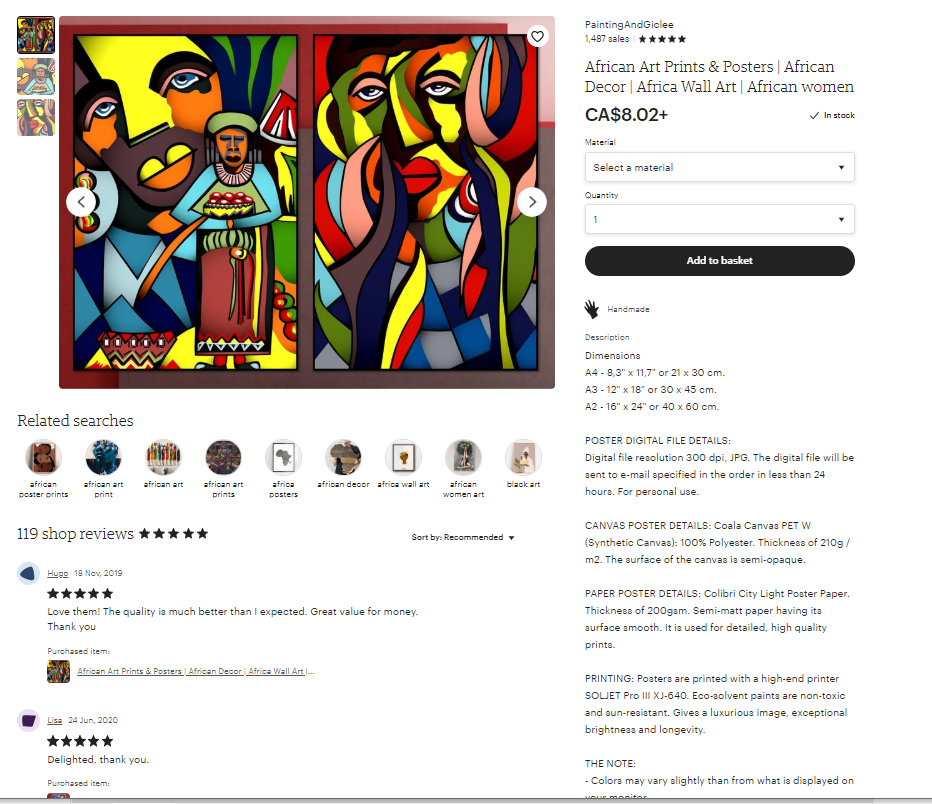 PaintingAndGiclee
1,487 sales
African Art Prints & Posters | African
Decor | Africa Wall Art | African women
CA$8.02+
In stock
Material
Select a material
Quantity
1
Add to basket
Handmade
Description
Dimensions
A4 - 8,3" x 11,7" or 21 x 30 cm.
A3 - 12" x 18" or 30 x 45 cm.
A2 - 16" x 24" or 40 x 60 cm.
POSTER DIGITAL FILE DETAILS:
Digital file resolution 300 dpi, JPG. The digital file will be
sent to e-mail specified in the order in less than 24
hours. For personal use.
CANVAS POSTER DETAILS: Coala Canvas PET W
(Synthetic Canvas): 100% Polyester. Thickness of 210g /
m2. The surface of the canvas is semi-opaque.
PAPER POSTER DETAILS: Colibri City Light Poster Paper.
Thickness of 200gsm. Semi-matt paper having its
surface smooth. It is used for detailed, high quality
prints.
PRINTING: Posters are printed with a high-end printer
SOLJET Pro III XJ-640. Eco-solvent paints are non-toxic
and sun-resistant. Gives a luxurious image, exceptional
brightness and longevity.
THE NOTE:
- Colors may vary slightly than from what is displayed on
your monitor
Related searches
african
poster prints
african art
print
african art
african art
prints
africa
posters
african decor
africa wall art
african
women art
black art
119 shop reviews
Sort by: Recommended
Hugo 18 Nov, 2019
Love them! The quality is much better than I expected. Great value for money.
Thank you
Purchased item:
African Art Prints & Posters | African Decor | Africa Wall Art |...
Lisa 24 Jun, 2020
Delighted, thank you.
Purchased item: